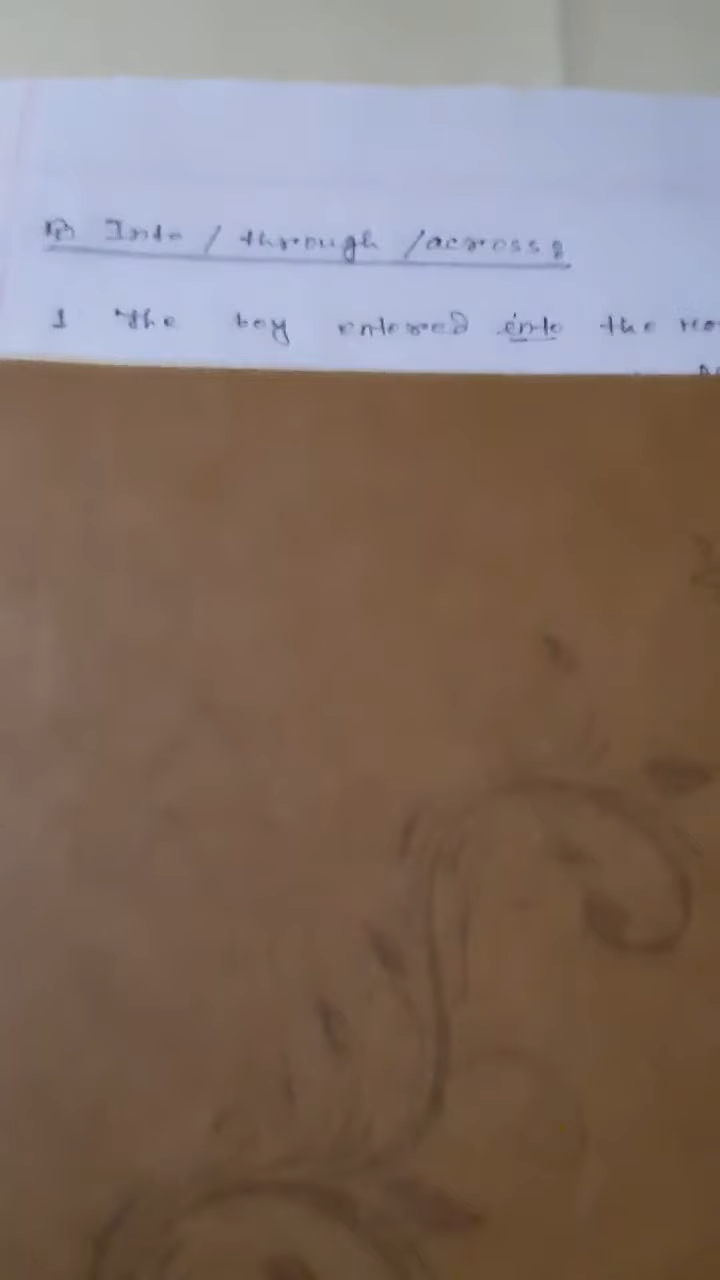 Into / through / across :
1 The boy entered into the